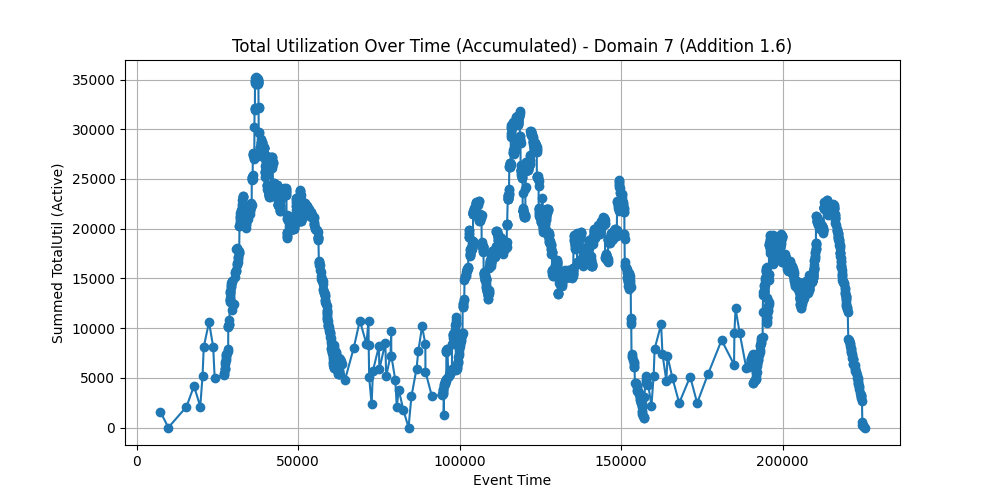 Total Utilization Over Time (Accumulated) - Domain 7 (Addition 1.6)
Summed TotalUtil (Active)
35000
30000
25000
20000
15000
10000
5000
0
0 50000 100000 150000 200000
Event Time